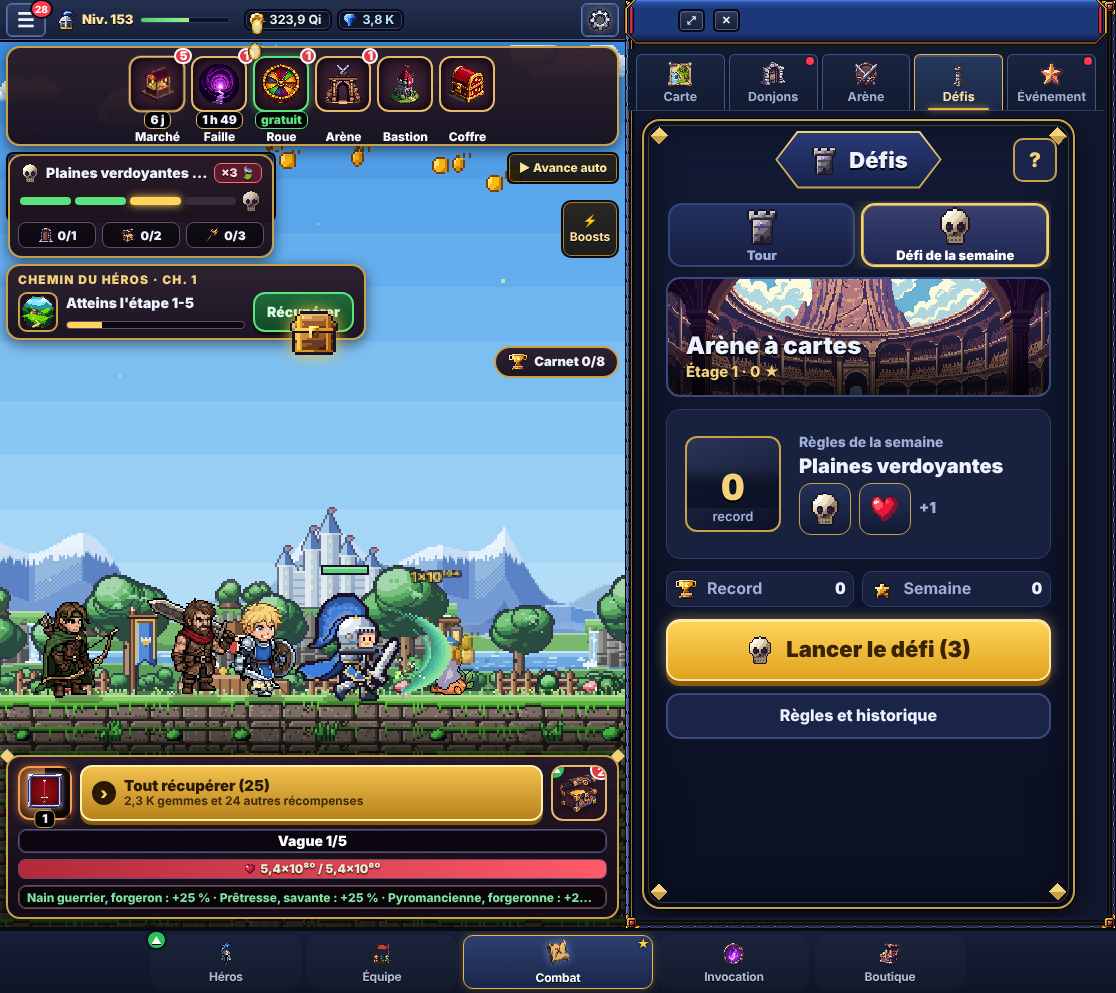 28
Niv. 153
323,9 Qi
3,8 K
5
1
1
1
6 j
1 h 49
gratuit
Marché
Faille
Roue
Arène
Bastion
Coffre
Plaines verdoyantes ...
×3
0/1
0/2
0/3
Avance auto
Boosts
CHEMIN DU HÉROS · CH. 1
Atteins l'étape 1-5
Carnet 0/8
1
Tout récupérer (25)
2,3 K gemmes et 24 autres récompenses
2
Vague 1/5
5,4×10⁸⁰ / 5,4×10⁸⁰
Nain guerrier, forgeron : +25 % · Prêtresse, savante : +25 % · Pyromancienne, forgeronne : +2...
Carte
Donjons
Arène
Défis
Événement
Défis
?
Tour
Défi de la semaine
Arène à cartes
Étage 1 · 0 ★
0
record
Règles de la semaine
Plaines verdoyantes
+1
Record
0
Semaine
0
Lancer le défi (3)
Règles et historique
Héros
Équipe
Combat
Invocation
Boutique